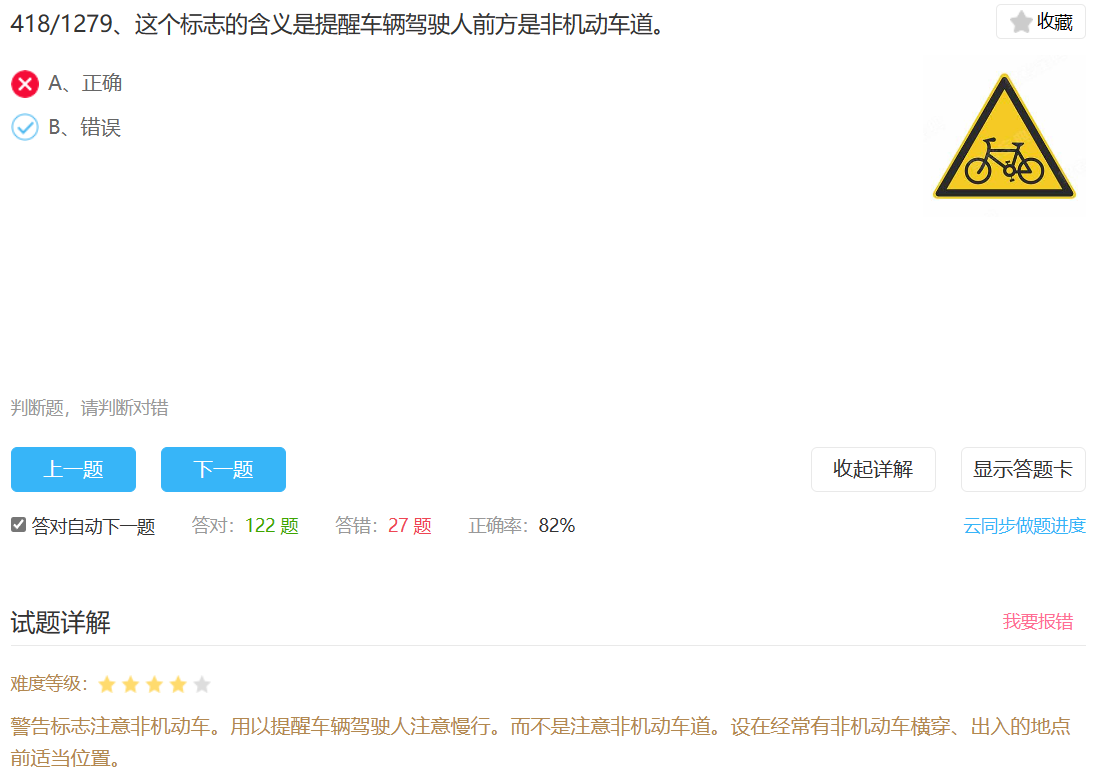 418/1279、这个标志的含义是提醒车辆驾驶人前方是非机动车道。
收藏
A、正确
B、错误
判断题，请判断对错
上一题
下一题
收起详解
显示答题卡
答对自动下一题 答对：122 题 答错：27 题 正确率：82%
云同步做题进度
试题详解
我要报错
难度等级：
警告标志注意非机动车。用以提醒车辆驾驶人注意慢行。而不是注意非机动车道。设在经常有非机动车横穿、出入的地点
前适当位置。